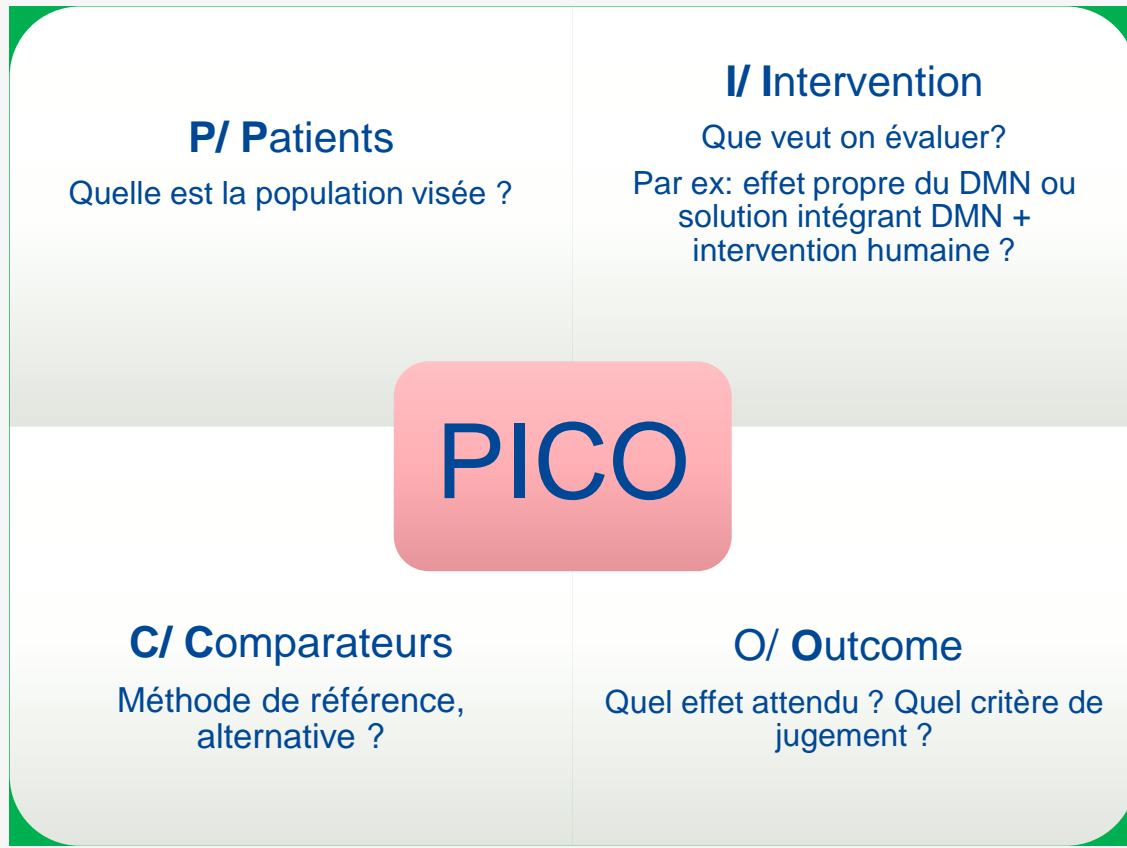 P/ Patients
Quelle est la population visée ?
I/ Intervention
Que veut on évaluer?
Par ex: effet propre du DMN ou
solution intégrant DMN +
intervention humaine ?
PICO
C/ Comparateurs
Méthode de référence,
alternative ?
O/ Outcome
Quel effet attendu ? Quel critère de
jugement ?